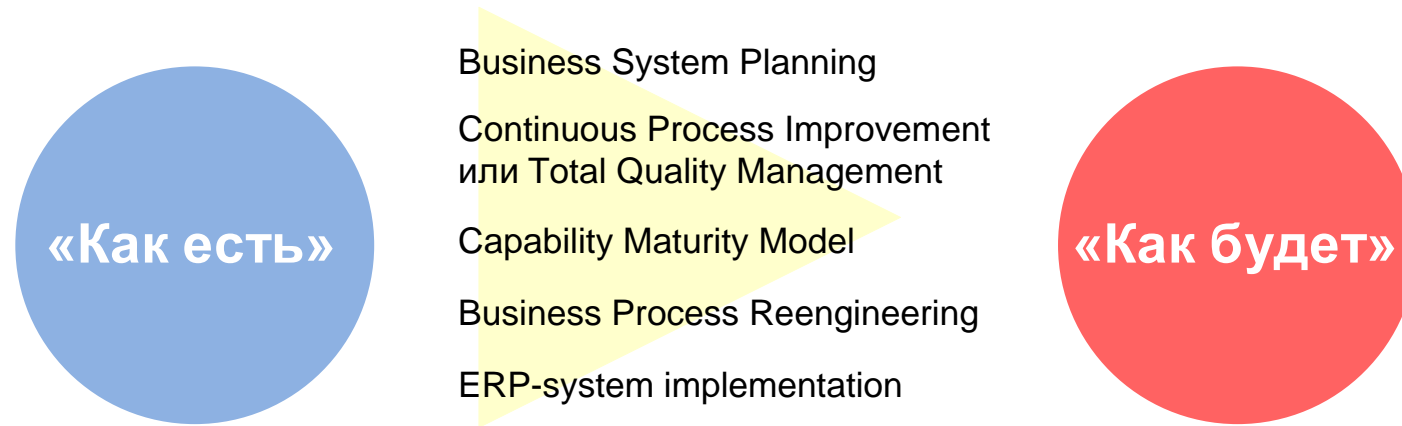 «Как есть»
Business System Planning
Continuous Process Improvement
или Total Quality Management
Capability Maturity Model
Business Process Reengineering
ERP-system implementation
«Как будет»